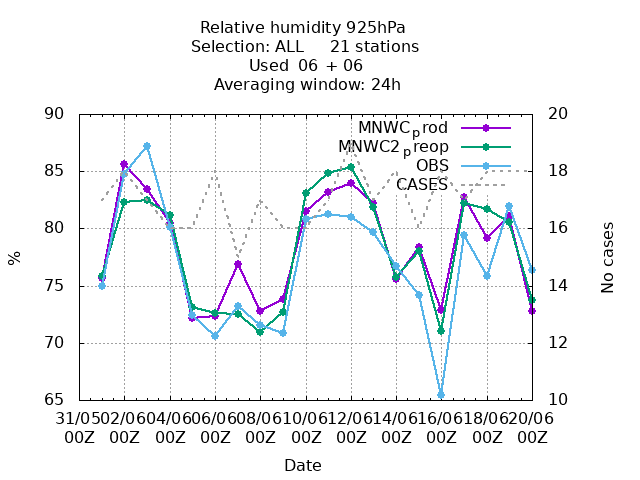 Relative humidity 925hPa
Selection: ALL 21 stations
Used 06 + 06
Averaging window: 24h
90 20
MNWCprod
MNWC2preop
OBS
CASES
85 18
80 16
75 14
70 12
65 10
%
No cases
31/05 02/06 04/06 06/06 08/06 10/06 12/06 14/06 16/06 18/06 20/06
00Z 00Z 00Z 00Z 00Z 00Z 00Z 00Z 00Z 00Z 00Z
Date